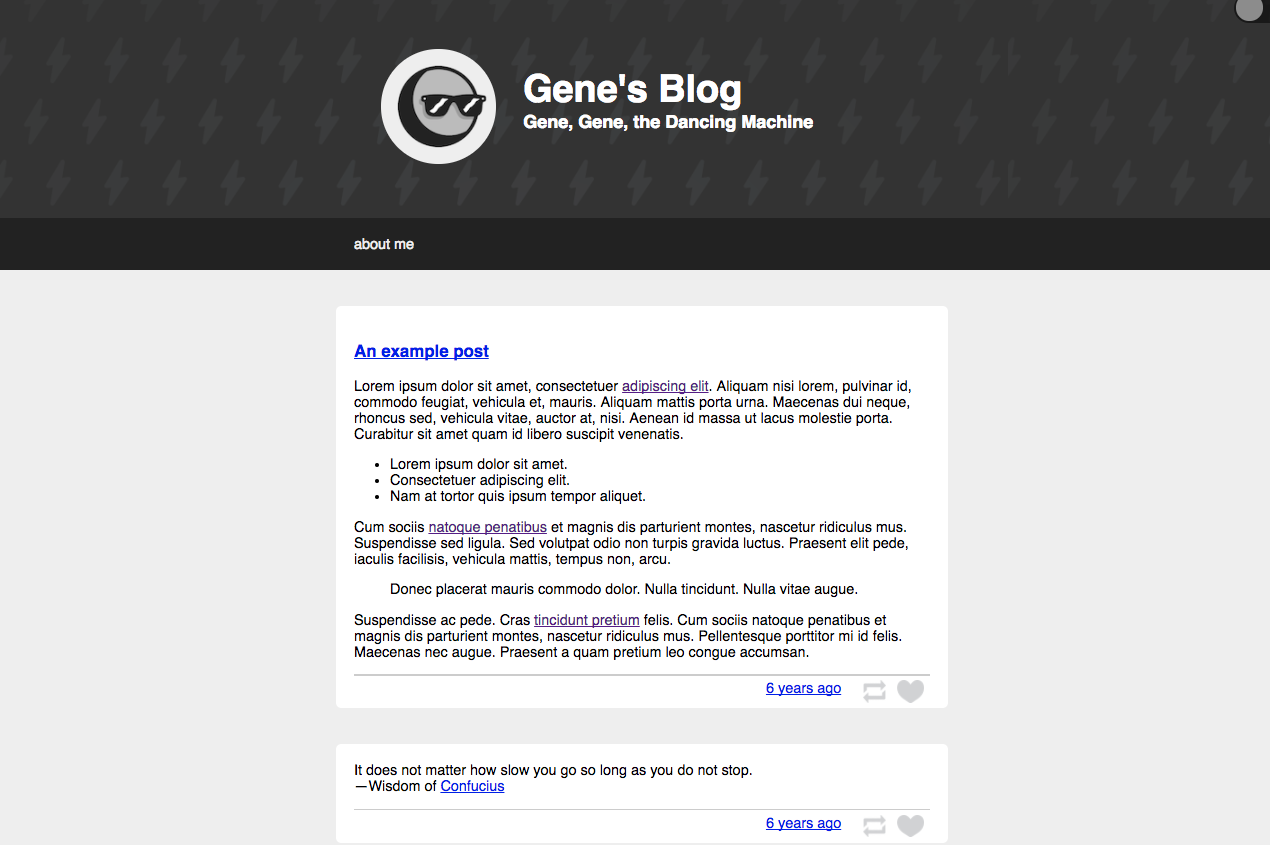 Gene's Blog
Gene, Gene, the Dancing Machine
about me
An example post
Lorem ipsum dolor sit amet, consectetuer adipiscing elit. Aliquam nisi lorem, pulvinar id,
commodo feugiat, vehicula et, mauris. Aliquam mattis porta urna. Maecenas dui neque,
rhoncus sed, vehicula vitae, auctor at, nisi. Aenean id massa ut lacus molestie porta.
Curabitur sit amet quam id libero suscipit venenatis.
• Lorem ipsum dolor sit amet.
• Consectetuer adipiscing elit.
• Nam at tortor quis ipsum tempor aliquet.
Cum sociis natoque penatibus et magnis dis parturient montes, nascetur ridiculus mus.
Suspendisse sed ligula. Sed volutpat odio non turpis gravida luctus. Praesent elit pede,
iaculis facilisis, vehicula mattis, tempus non, arcu.
Donec placerat mauris commodo dolor. Nulla tincidunt. Nulla vitae augue.
Suspendisse ac pede. Cras tincidunt pretium felis. Cum sociis natoque penatibus et
magnis dis parturient montes, nascetur ridiculus mus. Pellentesque porttitor mi id felis.
Maecenas nec augue. Praesent a quam pretium leo congue accumsan.
6 years ago
It does not matter how slow you go so long as you do not stop.
—Wisdom of Confucius
6 years ago